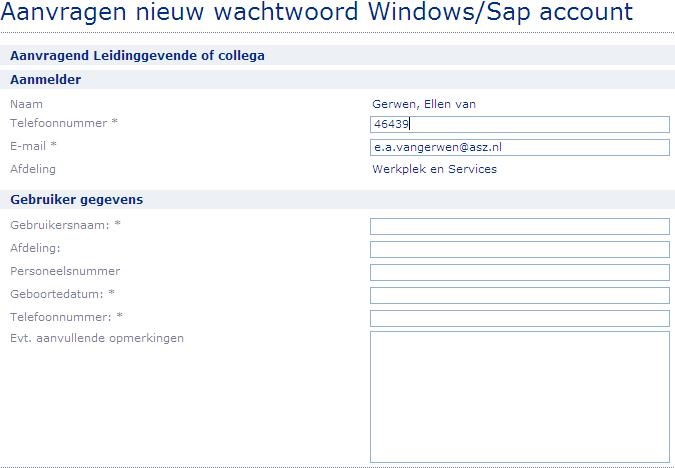 Aanvragen nieuw wachtwoord Windows/Sap account
Aanvragend Leidinggevende of collega
Aanmelder
Naam Gerwen, Ellen van
Telefoonnummer * 46439
E-mail * e.a.vangerwen@asz.nl
Afdeling Werkplek en Services
Gebruiker gegevens
Gebruikersnaam: *
Afdeling:
Personeelsnummer
Geboortedatum: *
Telefoonnummer: *
Evt. aanvullende opmerkingen